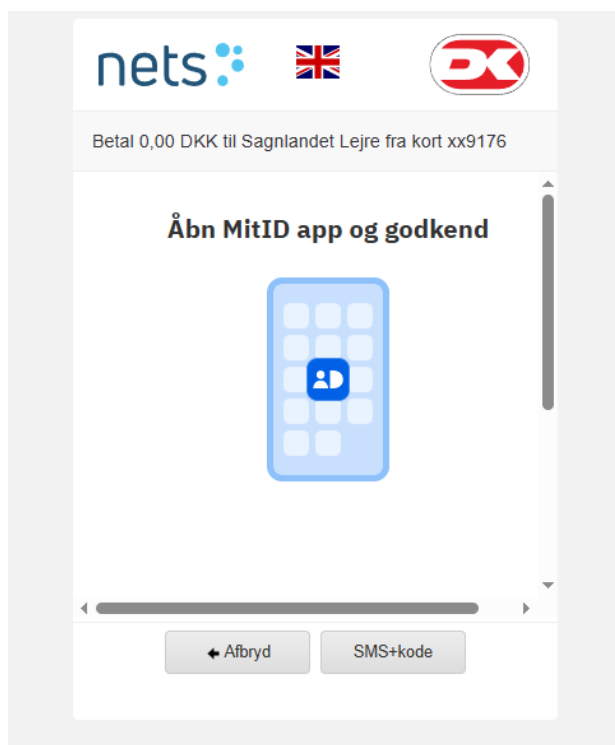 nets
DK
Betal 0,00 DKK til Sagnlandet Lejre fra kort xx9176
Åbn MitID app og godkend
Afbryd
SMS+kode